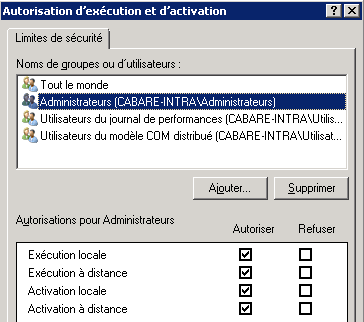 Autorisation d'exécution et d'activation
Limites de sécurité
Noms de groupes ou d'utilisateurs :
Tout le monde
Administrateurs (CABARE-INTRA\Administrateurs)
Utilisateurs du journal de performances (CABARE-INTRA\Utilis...
Utilisateurs du modèle COM distribué (CABARE-INTRA\Utilisat...
Ajouter...
Supprimer
Autorisations pour Administrateurs
Autoriser
Refuser
Exécution locale
Exécution à distance
Activation locale
Activation à distance